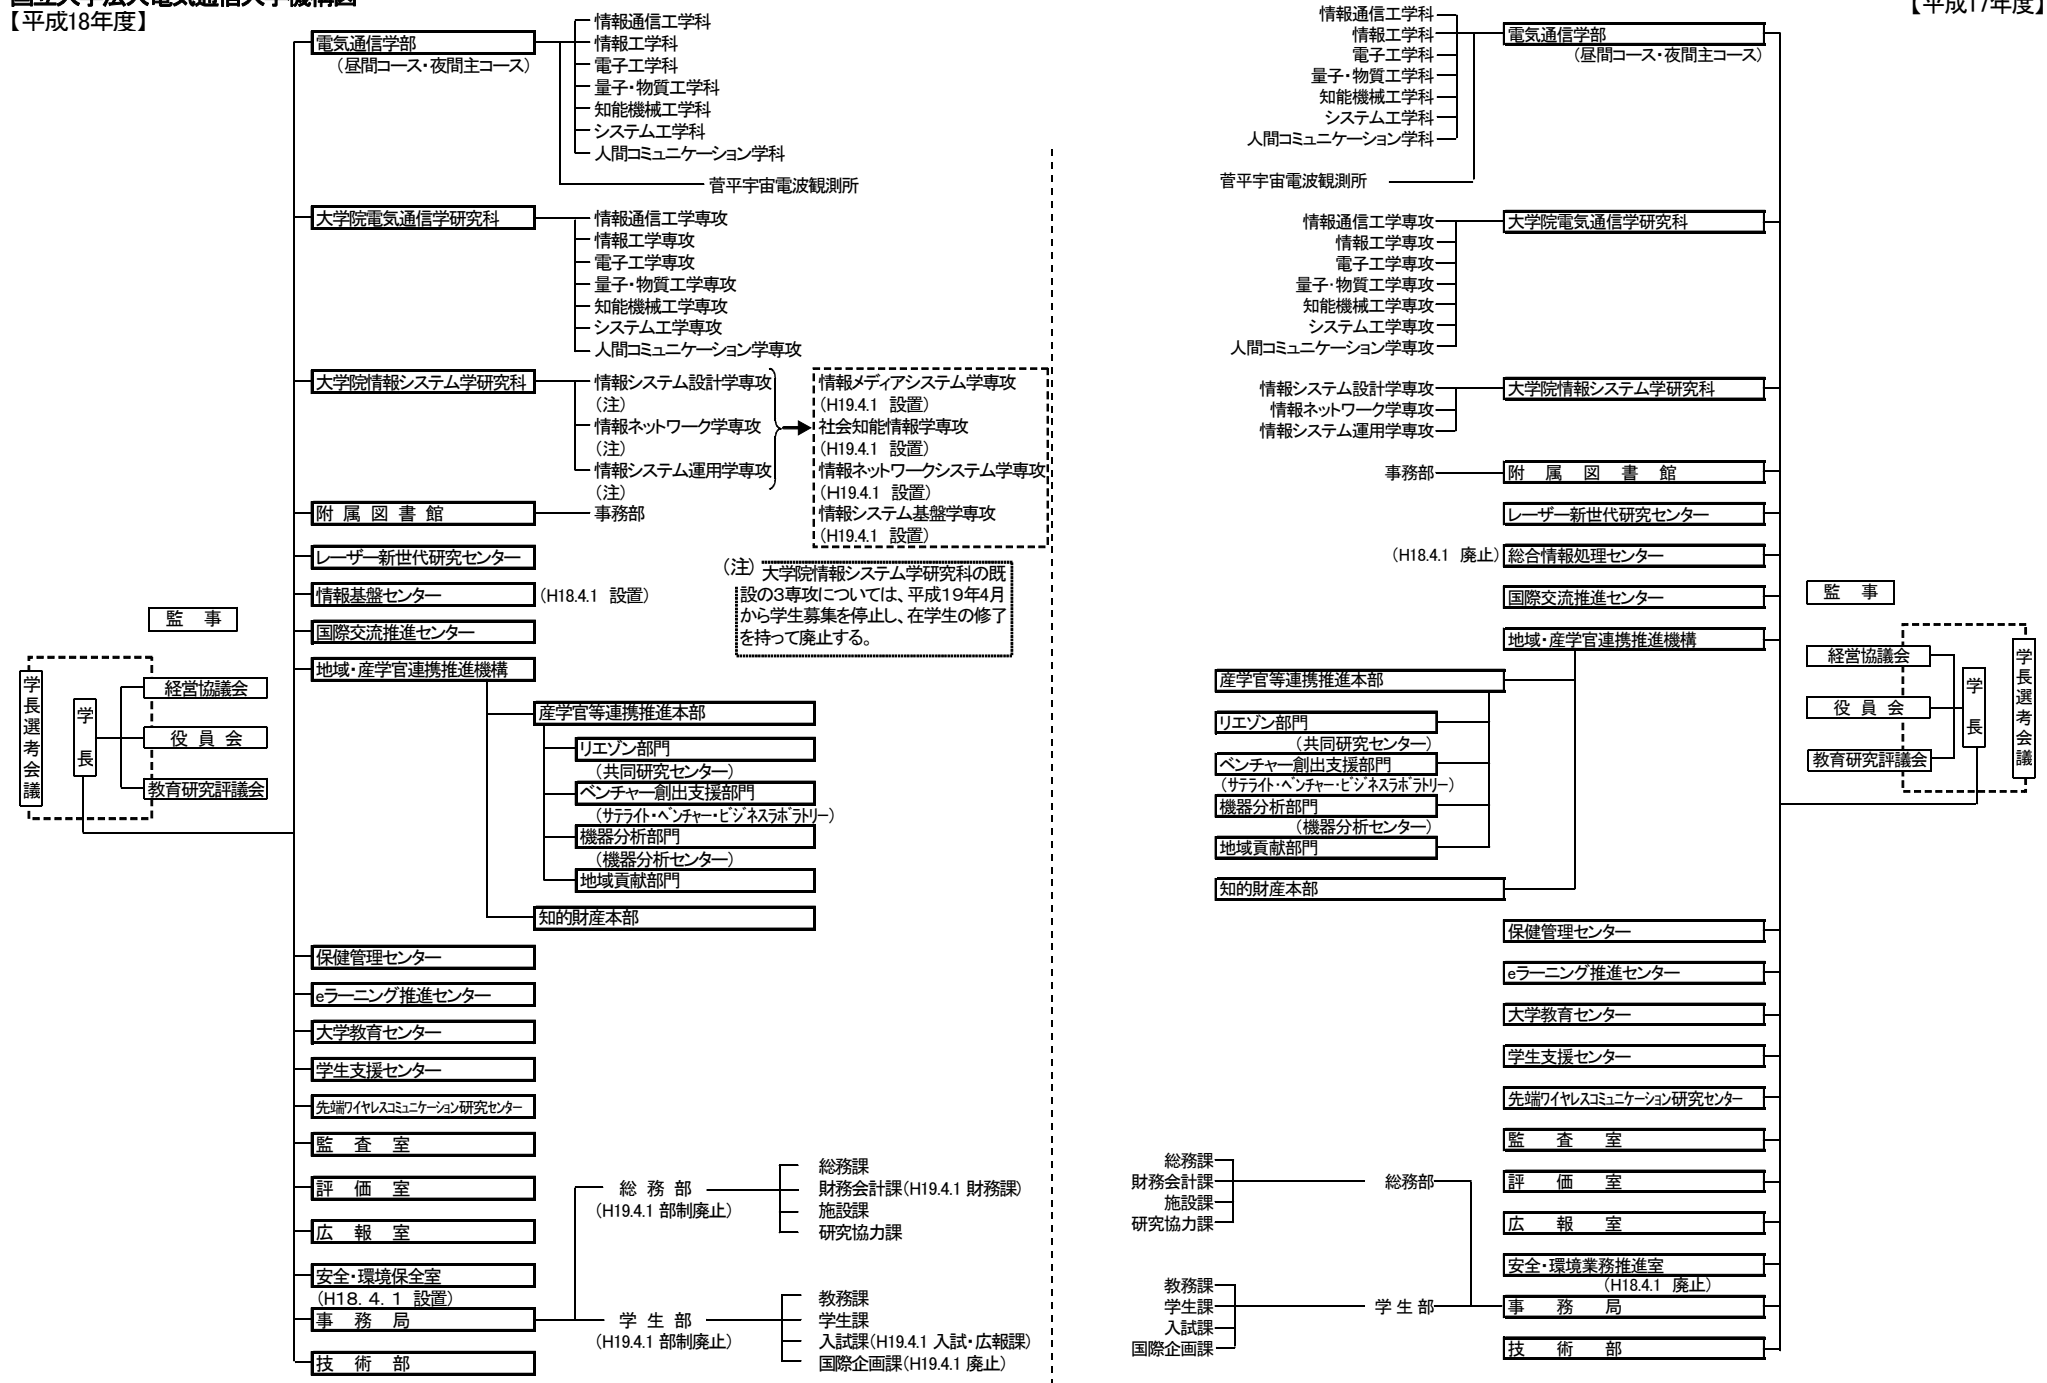 国立大学法人電気通信大学機構図
【平成18年度】
電気通信学部
（昼間コース・夜間主コース）
情報通信工学科
情報工学科
電子工学科
量子・物質工学科
知能機械工学科
システム工学科
人間コミュニケーション学科
菅平宇宙電波観測所
大学院電気通信学研究科
情報通信工学専攻
情報工学専攻
電子工学専攻
量子・物質工学専攻
知能機械工学専攻
システム工学専攻
人間コミュニケーション学専攻
大学院情報システム学研究科
情報システム設計学専攻
（注）
情報ネットワーク学専攻
（注）
情報システム運用学専攻
（注）
情報メディアシステム学専攻
（H19.4.1 設置）
社会知能情報学専攻
（H19.4.1 設置）
情報ネットワークシステム学専攻
（H19.4.1 設置）
情報システム基盤学専攻
（H19.4.1 設置）
附 属 図 書 館
事務部
レーザー新世代研究センター
情報基盤センター
（H18.4.1 設置）
（注）
大学院情報システム学研究科の既
設の3専攻については、平成19年4月
から学生募集を停止し、在学生の修了
を持って廃止する。
国際交流推進センター
地域・産学官連携推進機構
監 事
学長選考会議
学長
経営協議会
役 員 会
教育研究評議会
産学官等連携推進本部
リエゾン部門
（共同研究センター）
ベンチャー創出支援部門
（サテライト・ベンチャー・ビジネスラボラトリー）
機器分析部門
（機器分析センター）
地域貢献部門
知的財産本部
保健管理センター
eラーニング推進センター
大学教育センター
学生支援センター
先端ワイヤレスコミュニケーション研究センター
監 査 室
評 価 室
広 報 室
安全・環境保全室
（H18．4．1 設置）
事 務 局
技 術 部
総 務 部
（H19.4.1 部制廃止）
総務課
財務会計課（H19.4.1 財務課）
施設課
研究協力課
学 生 部
（H19.4.1 部制廃止）
教務課
学生課
入試課（H19.4.1 入試・広報課）
国際企画課（H19.4.1 廃止）
【平成17年度】
電気通信学部
（昼間コース・夜間主コース）
情報通信工学科
情報工学科
電子工学科
量子・物質工学科
知能機械工学科
システム工学科
人間コミュニケーション学科
菅平宇宙電波観測所
大学院電気通信学研究科
情報通信工学専攻
情報工学専攻
電子工学専攻
量子・物質工学専攻
知能機械工学専攻
システム工学専攻
人間コミュニケーション学専攻
大学院情報システム学研究科
情報システム設計学専攻
情報ネットワーク学専攻
情報システム運用学専攻
事務部
附 属 図 書 館
レーザー新世代研究センター
（H18.4.1 廃止）
総合情報処理センター
国際交流推進センター
地域・産学官連携推進機構
監 事
経営協議会
役 員 会
教育研究評議会
学長
学長選考会議
産学官等連携推進本部
リエゾン部門
（共同研究センター）
ベンチャー創出支援部門
（サテライト・ベンチャー・ビジネスラボラトリー）
機器分析部門
（機器分析センター）
地域貢献部門
知的財産本部
保健管理センター
eラーニング推進センター
大学教育センター
学生支援センター
先端ワイヤレスコミュニケーション研究センター
監 査 室
評 価 室
広 報 室
安全・環境業務推進室
（H18.4.1 廃止）
事 務 局
技 術 部
総務部
総務課
財務会計課
施設課
研究協力課
学 生 部
教務課
学生課
入試課
国際企画課